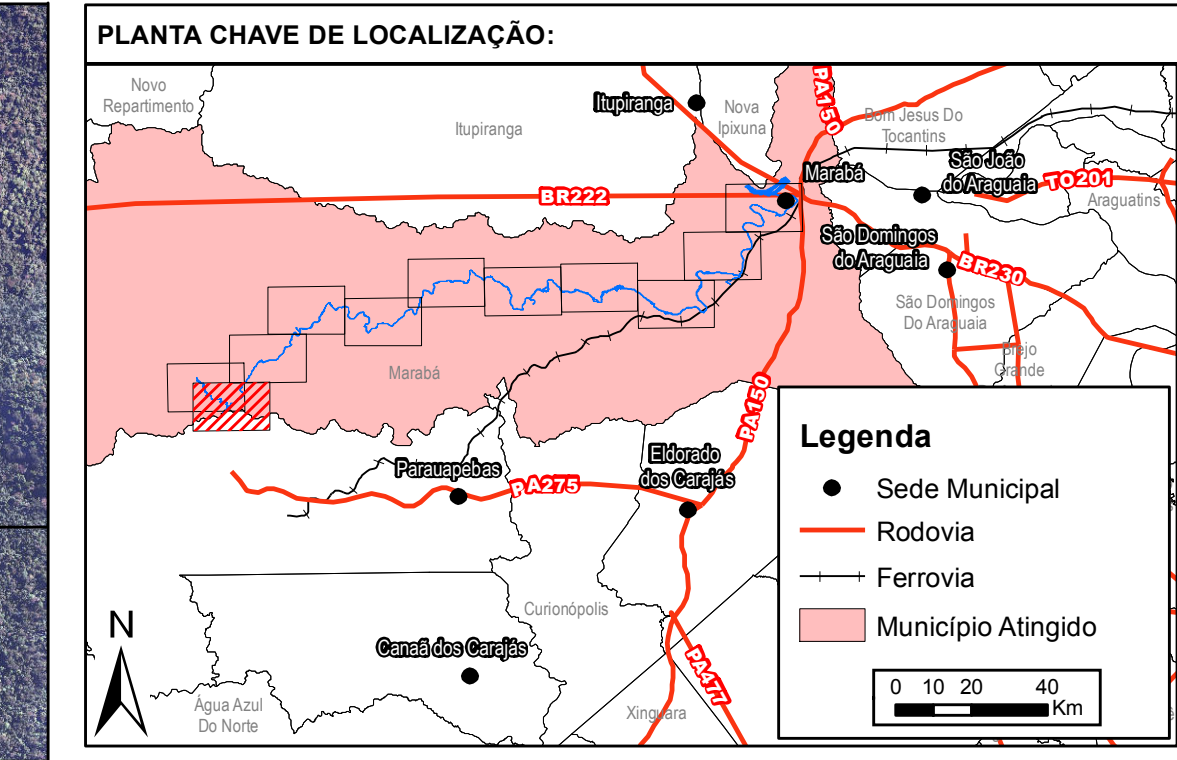 PLANTA CHAVE DE LOCALIZAÇÃO:
Novo
Repartimento
Itupiranga
Itupiranga
Nova
Ipixuna
PA150
Bom Jesus Do
Tocantins
São João
do Araguaia
TO201
Araguatins
Marabá
BR222
São Domingos
do Araguaia
BR230
São Domingos
Do Araguaia
Brejo
Grande
Marabá
PA150
Parauapebas
PA275
Eldorado
dos Carajás
Curionópolis
Canaã dos Carajás
PA477
Água Azul
Do Norte
Xinguara
N
Legenda
Sede Municipal
Rodovia
Ferrovia
Município Atingido
0 10 20 40
Km